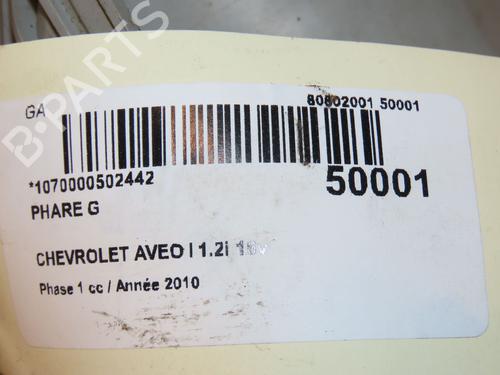 B-PARTS
GA
80802001 50001
*1070000502442
50001
PHARE G
CHEVROLET AVEO I 1.2i 16v
Phase 1 cc / Année 2010